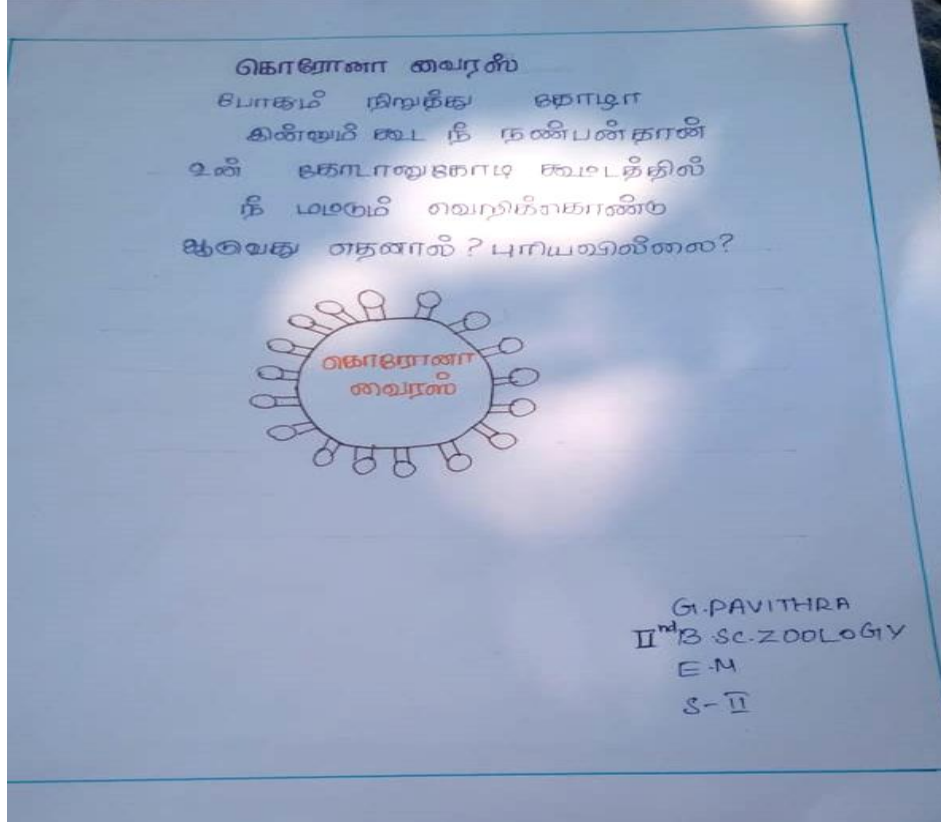 கொரோனா வைரஸ்
போதும் நிறுத்து தோழா
இன்னும் கூட நீ நண்பன்தான்
உன் கோடானுகோடி கூட்டத்தில்
நீ மட்டும் வெறிக்கொண்டு
ஆடுவது எதனால்? புரியவில்லை?
கொரோனா
வைரஸ்
G.PAVITHRA
IInd B.SC.ZOOLOGY
E.M
S-II